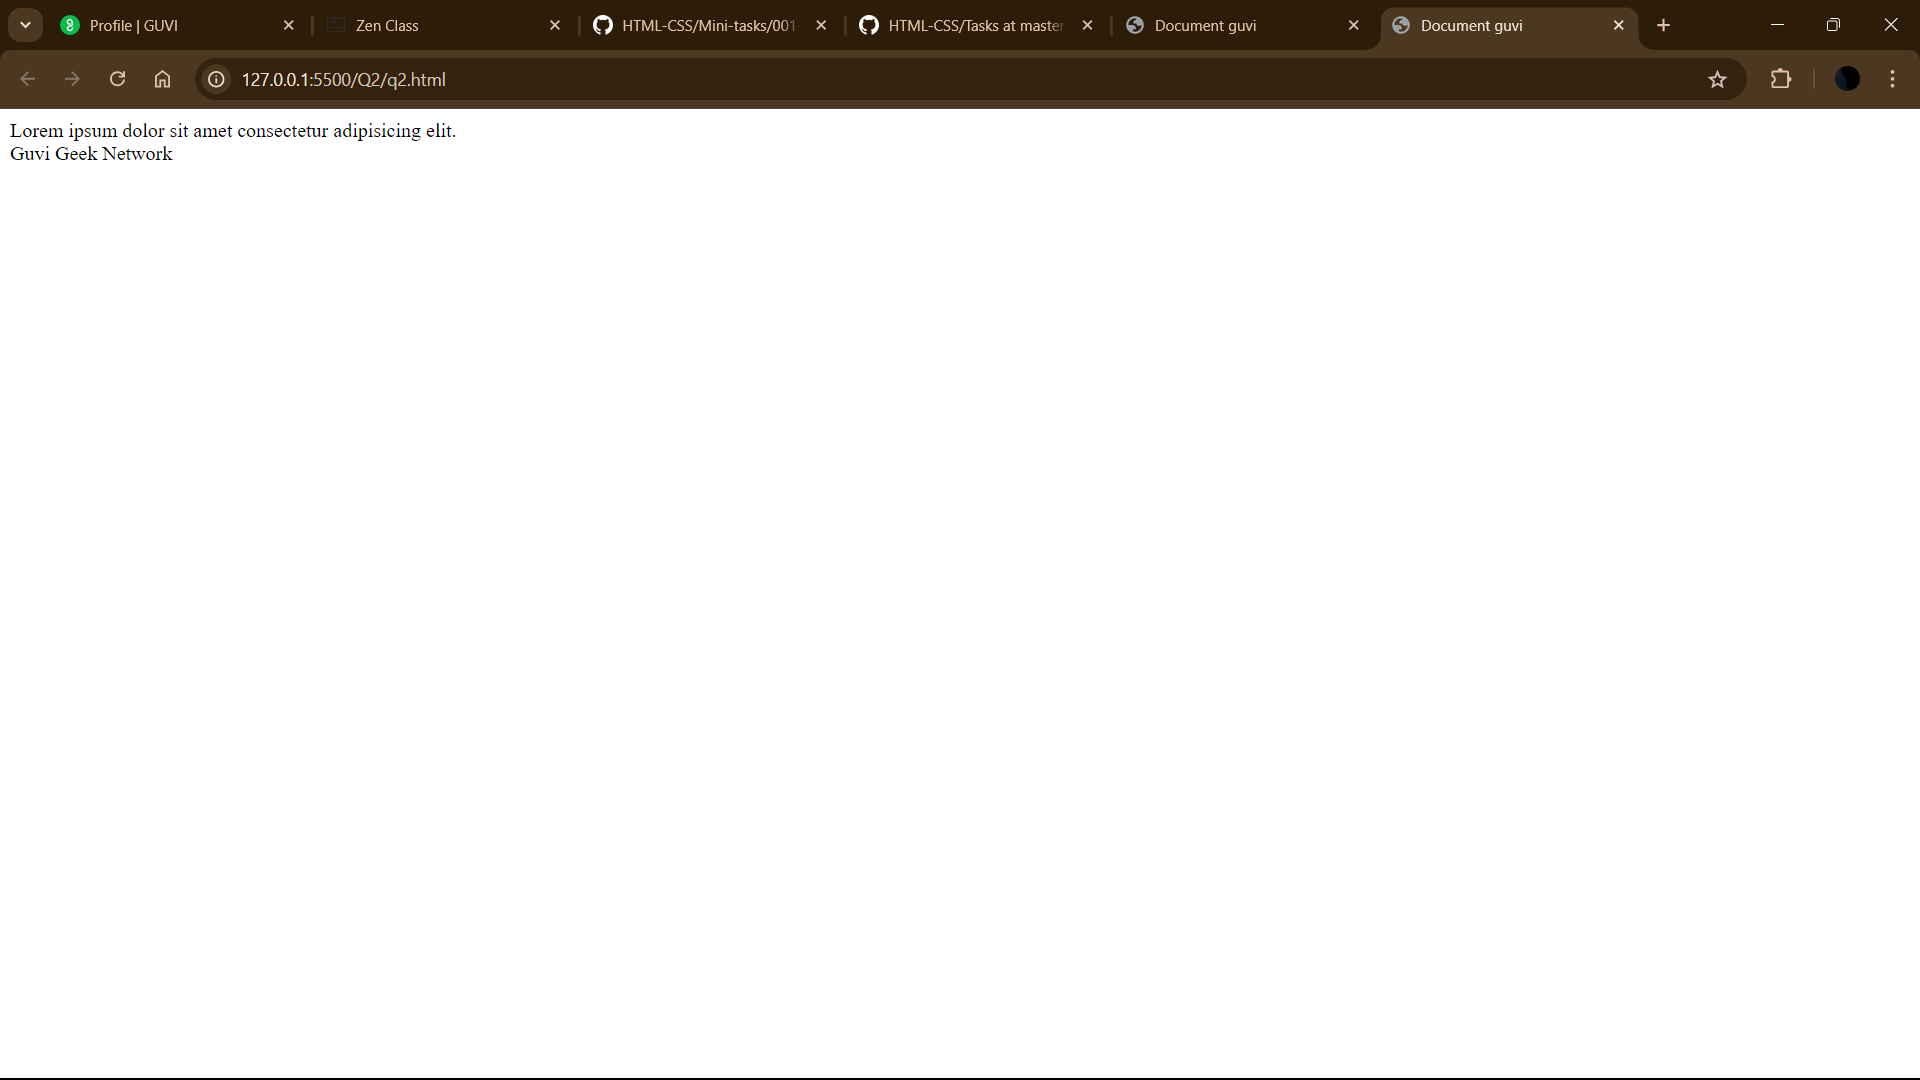 Profile | GUVI
Zen Class
HTML-CSS/Mini-tasks/001
HTML-CSS/Tasks at master
Document guvi
Document guvi
127.0.0.1:5500/Q2/q2.html
Lorem ipsum dolor sit amet consectetur adipisicing elit.
Guvi Geek Network